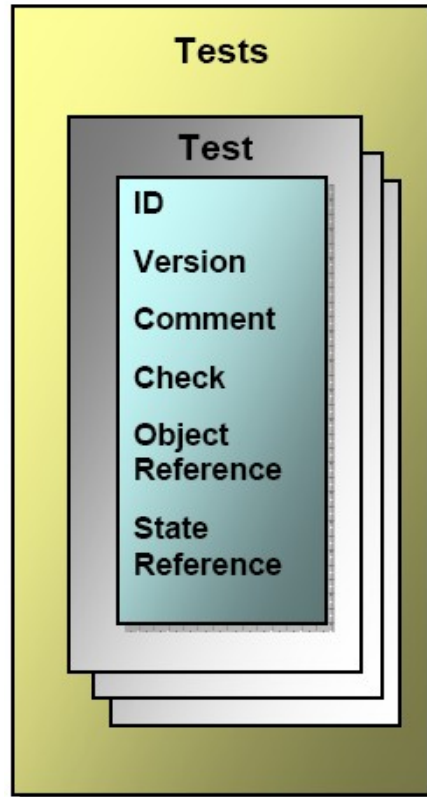 Tests
Test
ID
Version
Comment
Check
Object
Reference
State
Reference